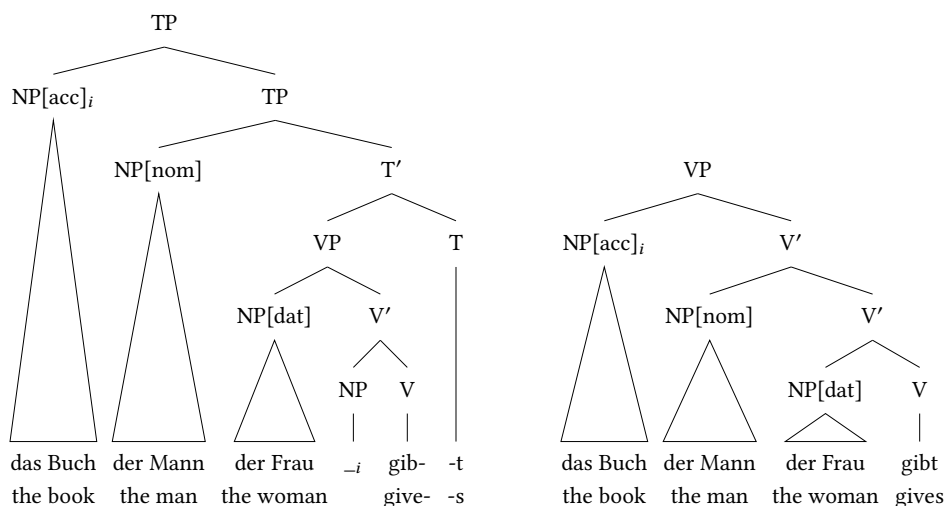 TP
NP[acc]i TP
NP[nom] T′ VP
VP T NP[acc]i V′
NP[dat] V′ NP[nom] V′
NP V NP[dat] V
das Buch der Mann der Frau _i gib- -t das Buch der Mann der Frau gibt
the book the man the woman give- -s the book the man the woman gives